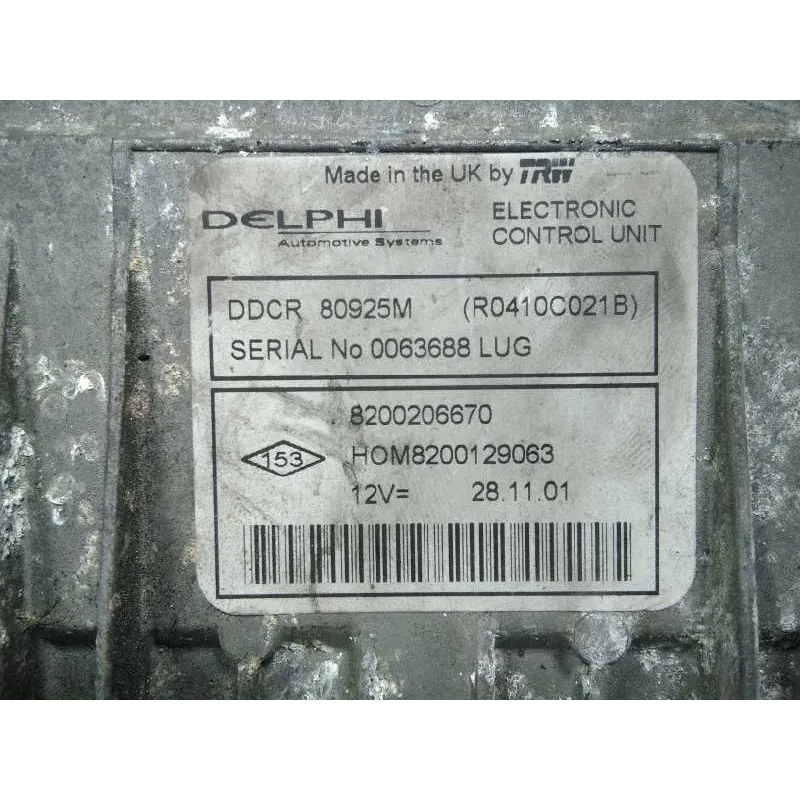 Made in the UK by TRW
DELPHI
Automotive Systems
ELECTRONIC
CONTROL UNIT
DDCR 80925M (R0410C021B)
SERIAL No 0063688 LUG
8200206670
153
HOM8200129063
12V= 28.11.01